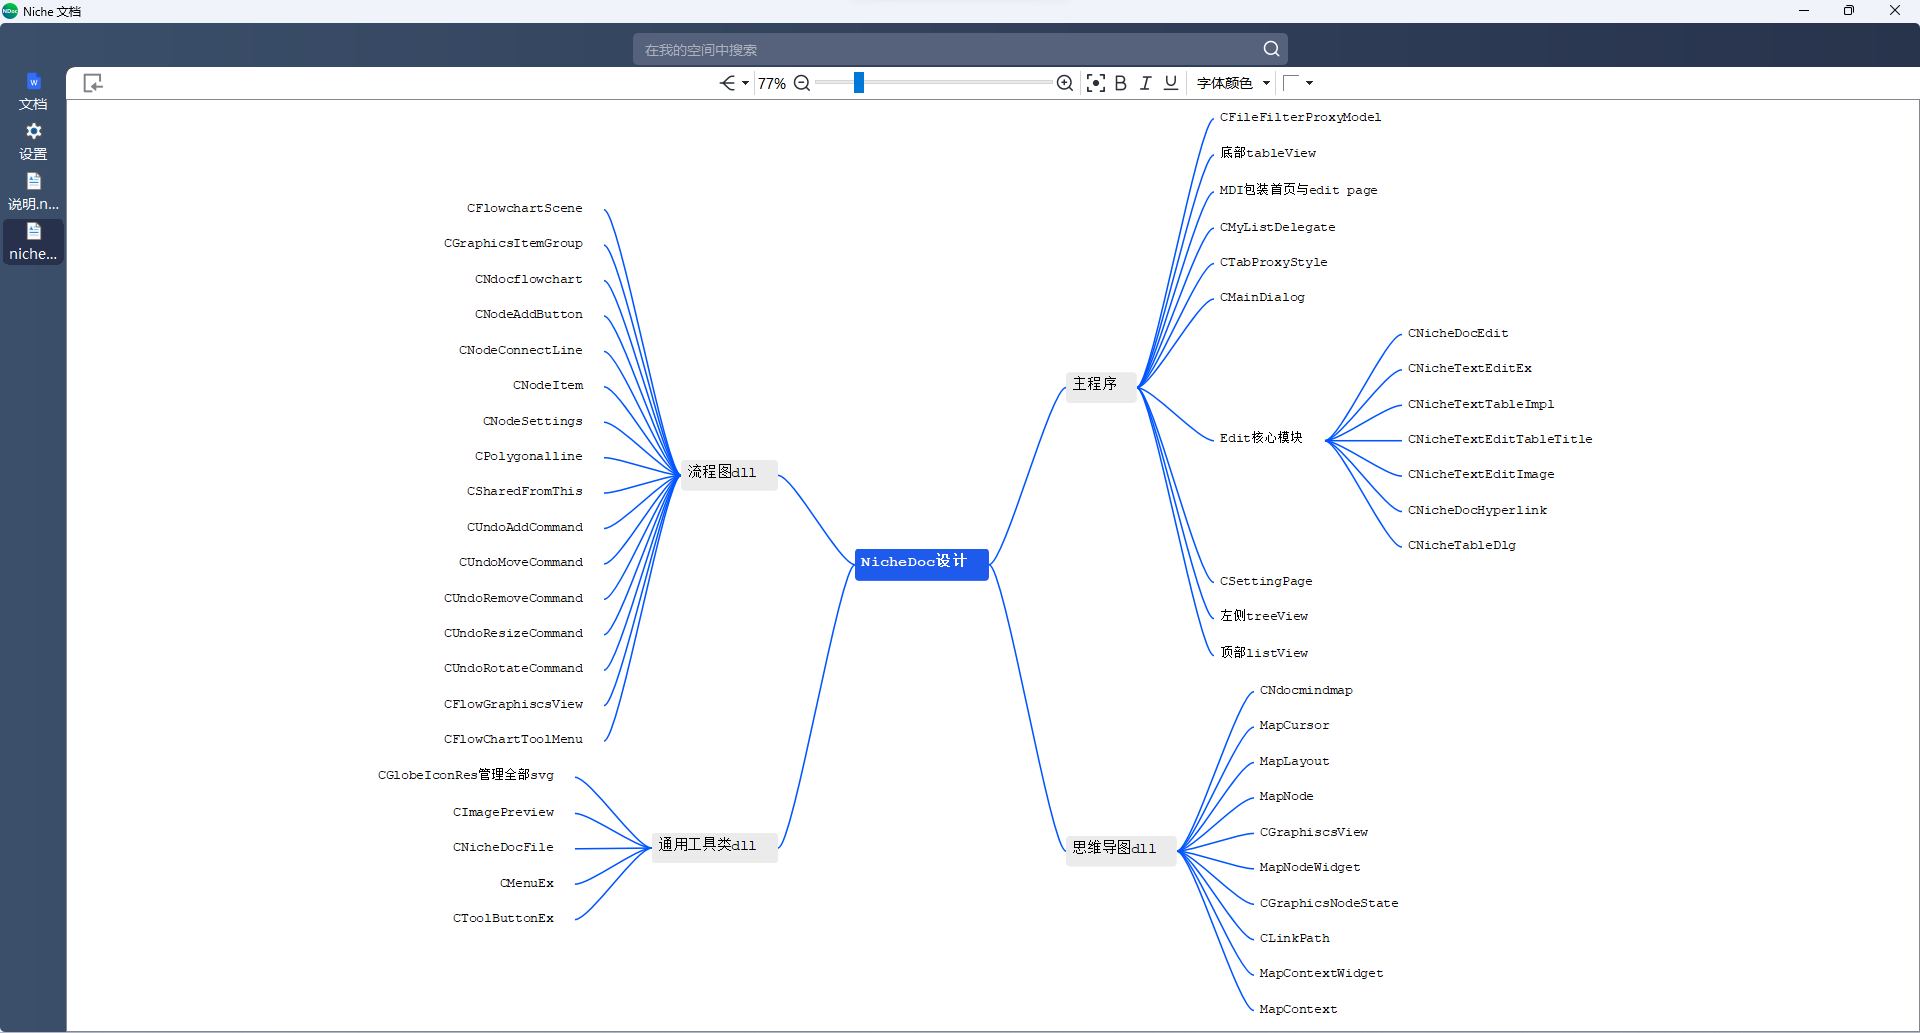 NDoc Niche 文档
在我的空间中搜索
文档
设置
说明.n...
niche...
77%
B I U
字体颜色
CFlowchartScene
CGraphicsItemGroup
CNdocflowchart
CNodeAddButton
CNodeConnectLine
CNodeItem
CNodeSettings
CPolygonalline
CSharedFromThis
CUndoAddCommand
CUndoMoveCommand
CUndoRemoveCommand
CUndoResizeCommand
CUndoRotateCommand
CFlowGraphiscsView
CFlowChartToolMenu
流程图dll
CGlobeIconRes管理全部svg
CImagePreview
CNicheDocFile
CMenuEx
CToolButtonEx
通用工具类dll
NicheDoc设计
主程序
CFileFilterProxyModel
底部tableView
MDI包装首页与edit page
CMyListDelegate
CTabProxyStyle
CMainDialog
Edit核心模块
CNicheDocEdit
CNicheTextEditEx
CNicheTextTableImpl
CNicheTextEditTableTitle
CNicheTextEditImage
CNicheDocHyperlink
CNicheTableDlg
CSettingPage
左侧treeView
顶部listView
思维导图dll
CNdocmindmap
MapCursor
MapLayout
MapNode
CGraphiscsView
MapNodeWidget
CGraphicsNodeState
CLinkPath
MapContextWidget
MapContext